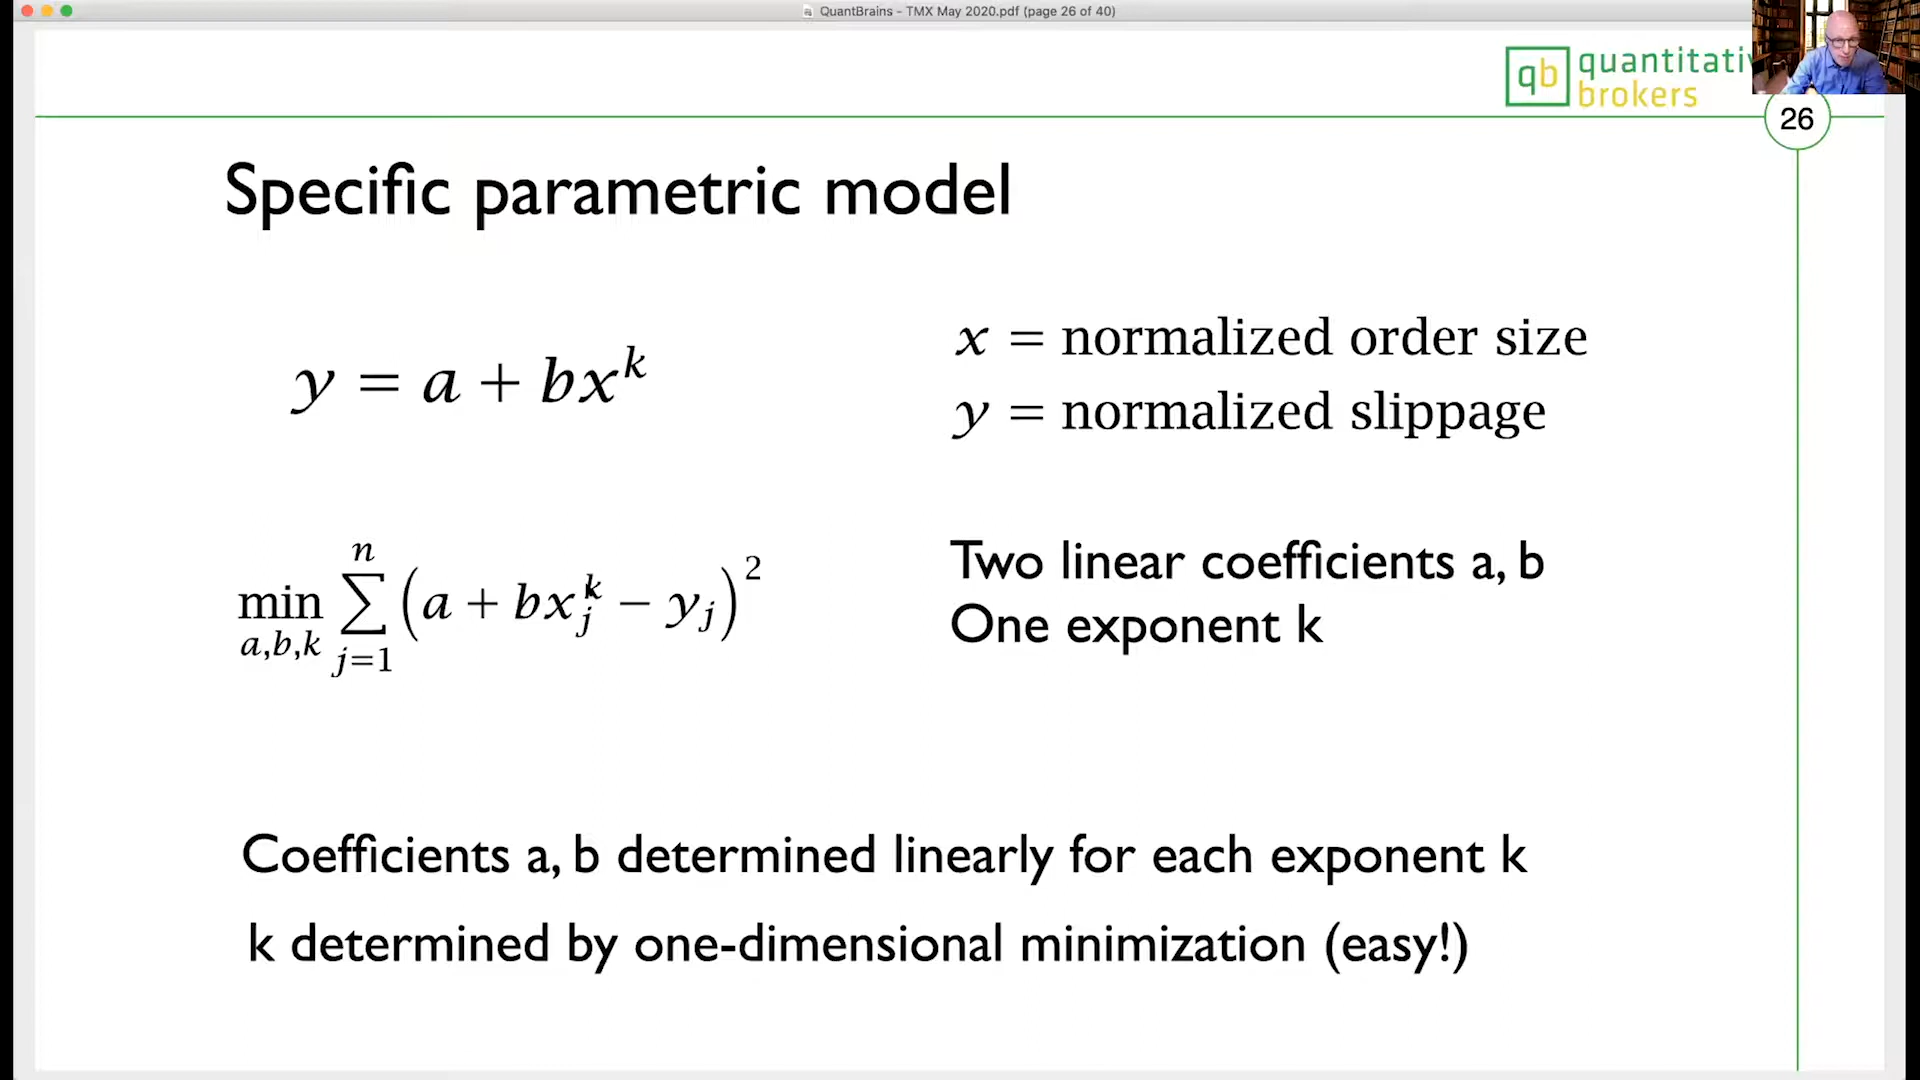 QuantBrains - TMX May 2020.pdf (page 26 of 40)
qb quantitati
brokers
26
Specific parametric model
y = a + bx^k
x = normalized order size
y = normalized slippage
min_{a,b,k} ∑_{j=1}^{n} (a + bx_j^k − y_j)^2
Two linear coefficients a, b
One exponent k
Coefficients a, b determined linearly for each exponent k
k determined by one-dimensional minimization (easy!)